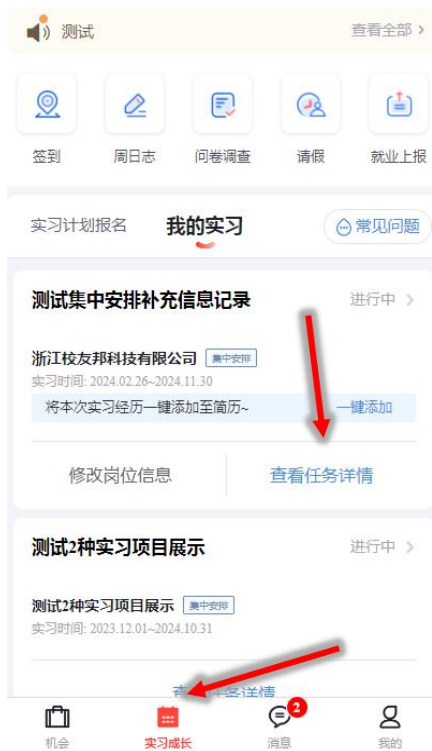 测试 查看全部 >
签到 周日志 问卷调查 请假 就业上报
实习计划报名 我的实习 常见问题
测试集中安排补充信息记录 进行中 >
浙江校友邦科技有限公司 集中安排
实习时间: 2024.02.26~2024.11.30
将本次实习经历一键添加至简历~ 一键添加
修改岗位信息 查看任务详情
测试2种实习项目展示 进行中 >
测试2种实习项目展示 集中安排
实习时间: 2023.12.01~2024.10.31
查看任务详情
2
机会 实习成长 消息 我的